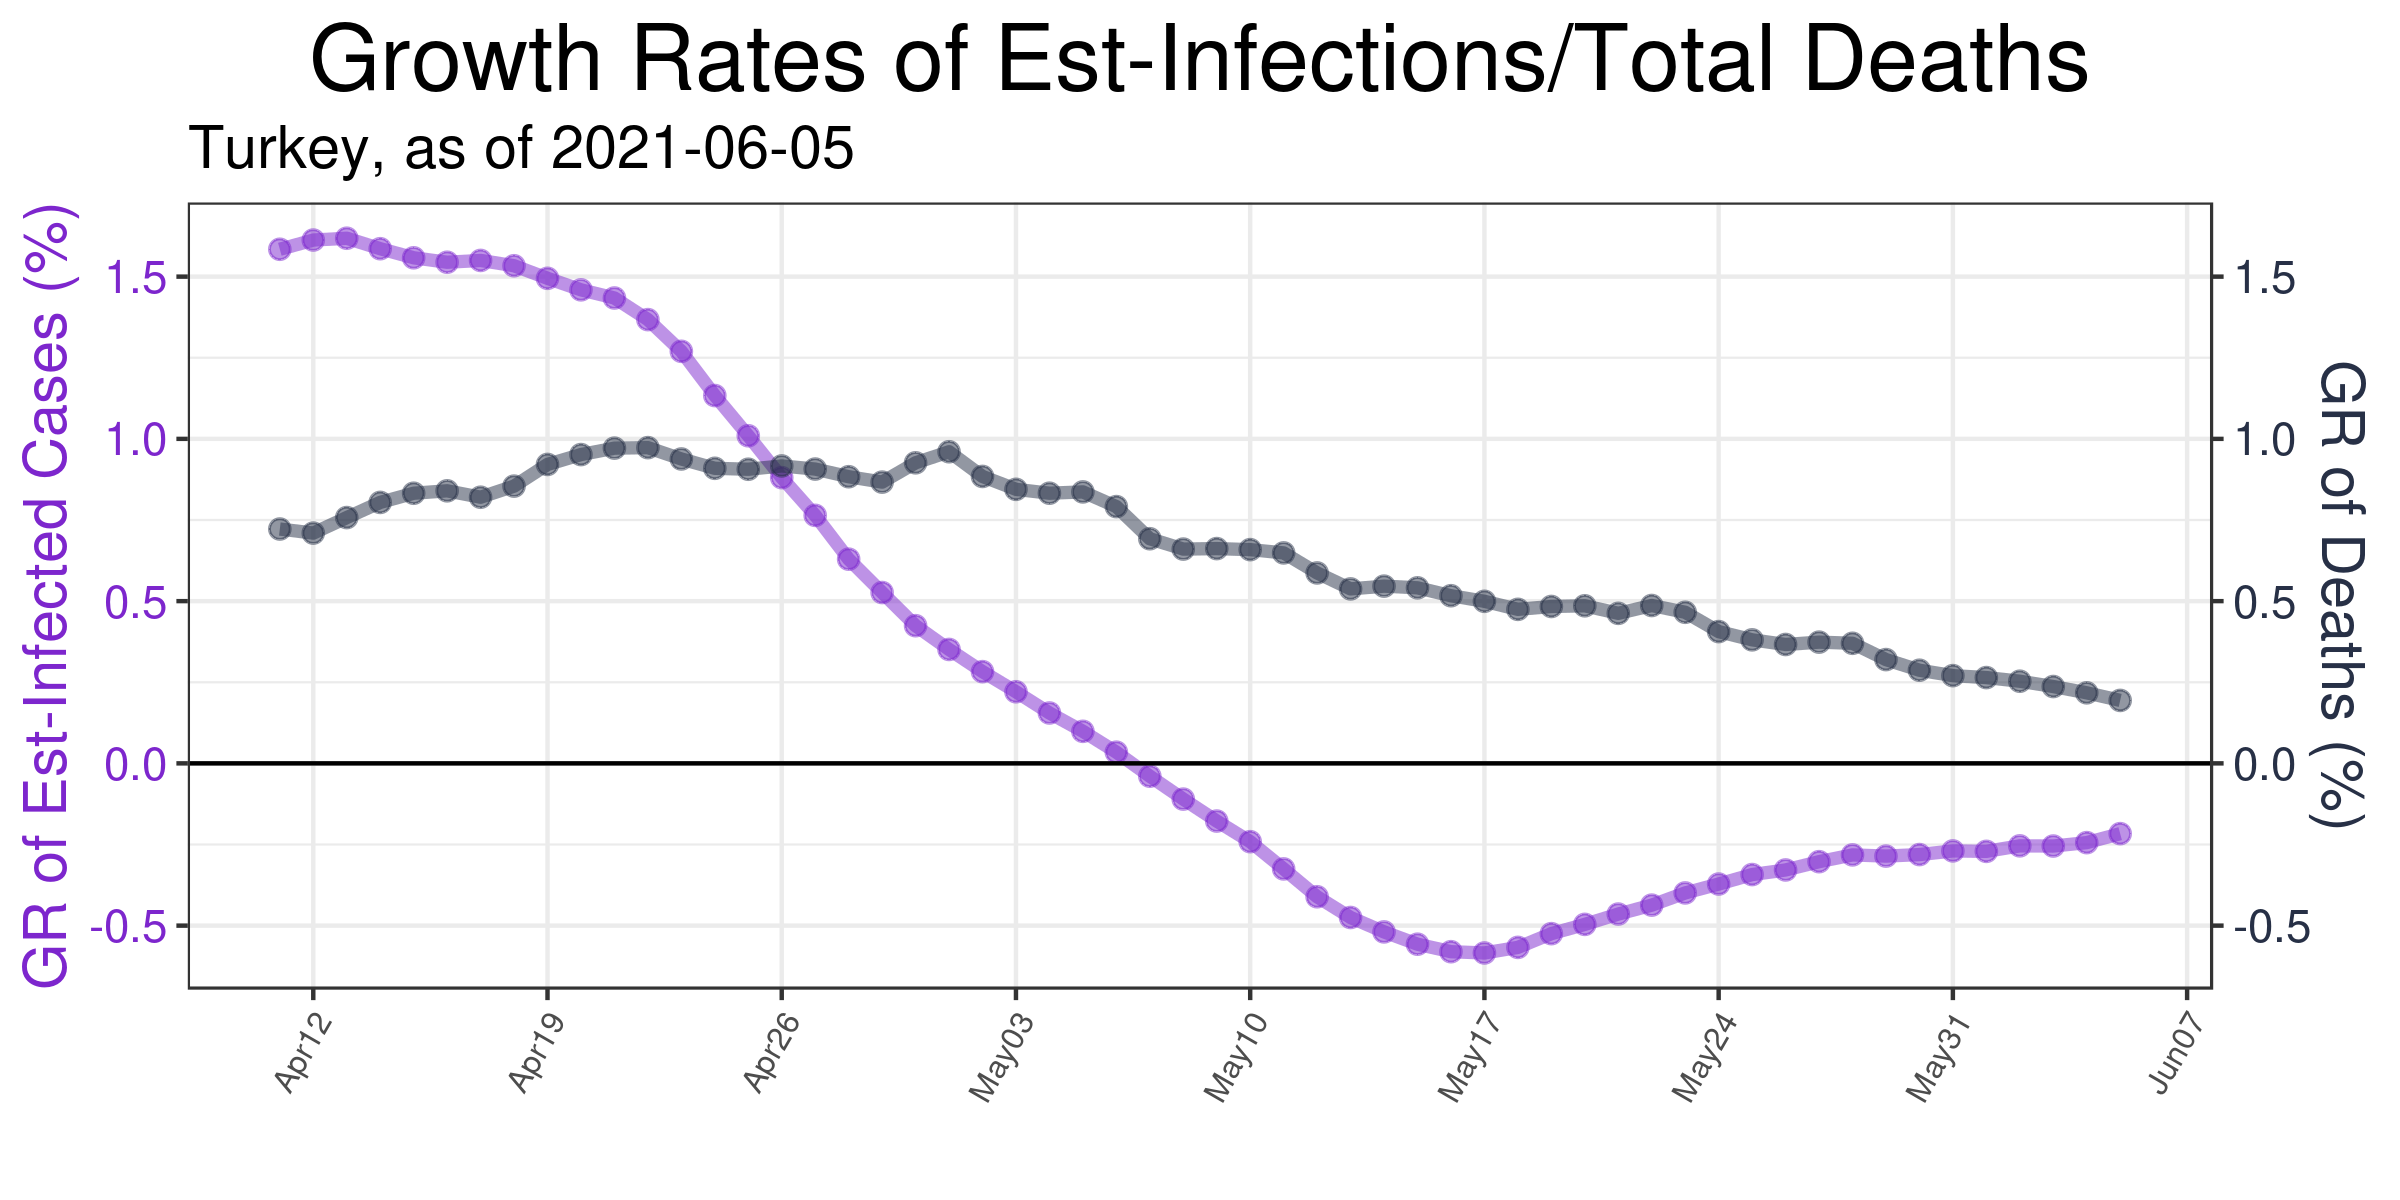 Growth Rates of Est-Infections/Total Deaths
Turkey, as of 2021-06-05
GR of Est-Infected Cases (%)
1.5
1.0
0.5
0.0
-0.5
1.5
1.0
0.5
0.0
-0.5
GR of Deaths (%)
Apr12
Apr19
Apr26
May03
May10
May17
May24
May31
Jun07